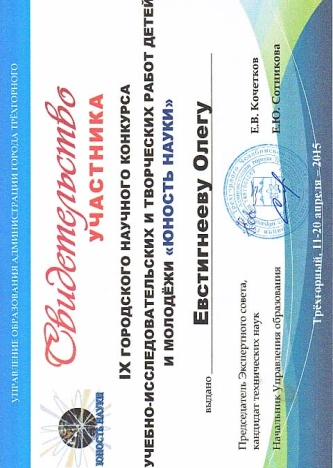 УПРАВЛЕНИЕ ОБРАЗОВАНИЯ АДМИНИСТРАЦИИ ГОРОДА ТРЁХГОРНОГО
Свидетельство
УЧАСТНИКА
IX ГОРОДСКОГО НАУЧНОГО КОНКУРСА
УЧЕБНО-ИССЛЕДОВАТЕЛЬСКИХ И ТВОРЧЕСКИХ РАБОТ ДЕТЕЙ
И МОЛОДЁЖИ «ЮНОСТЬ НАУКИ»
ЮНОСТЬ НАУКИ
выдано Евстигнееву Олегу
Председатель Экспертного совета,
кандидат технических наук Е.В. Кочетков
Начальник Управления образования Е.Ю. Сотникова
Трёхгорный, 11-20 апреля – 2015